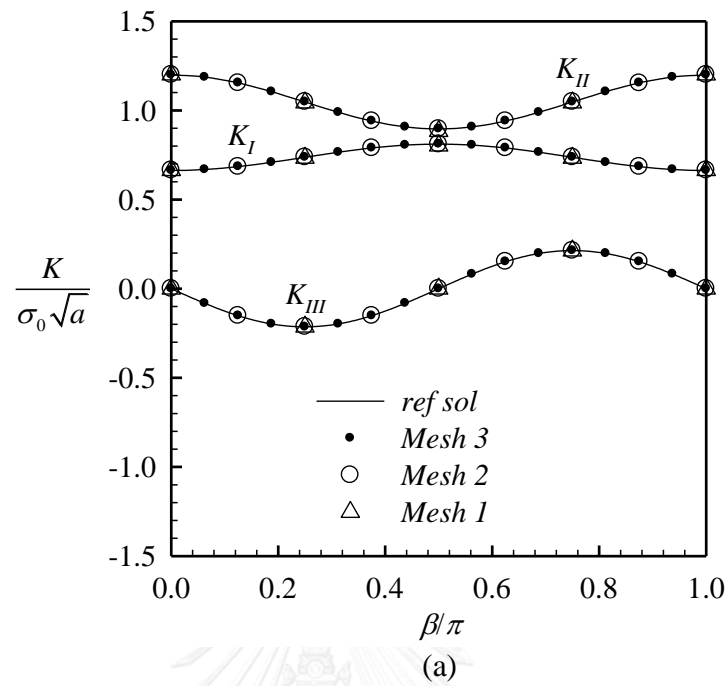 1.5
1.0
0.5
0.0
-0.5
-1.0
-1.5
K
σ₀√a
K_II
K_I
K_III
ref sol
Mesh 3
Mesh 2
Mesh 1
0.0 0.2 0.4 0.6 0.8 1.0
β/π
(a)